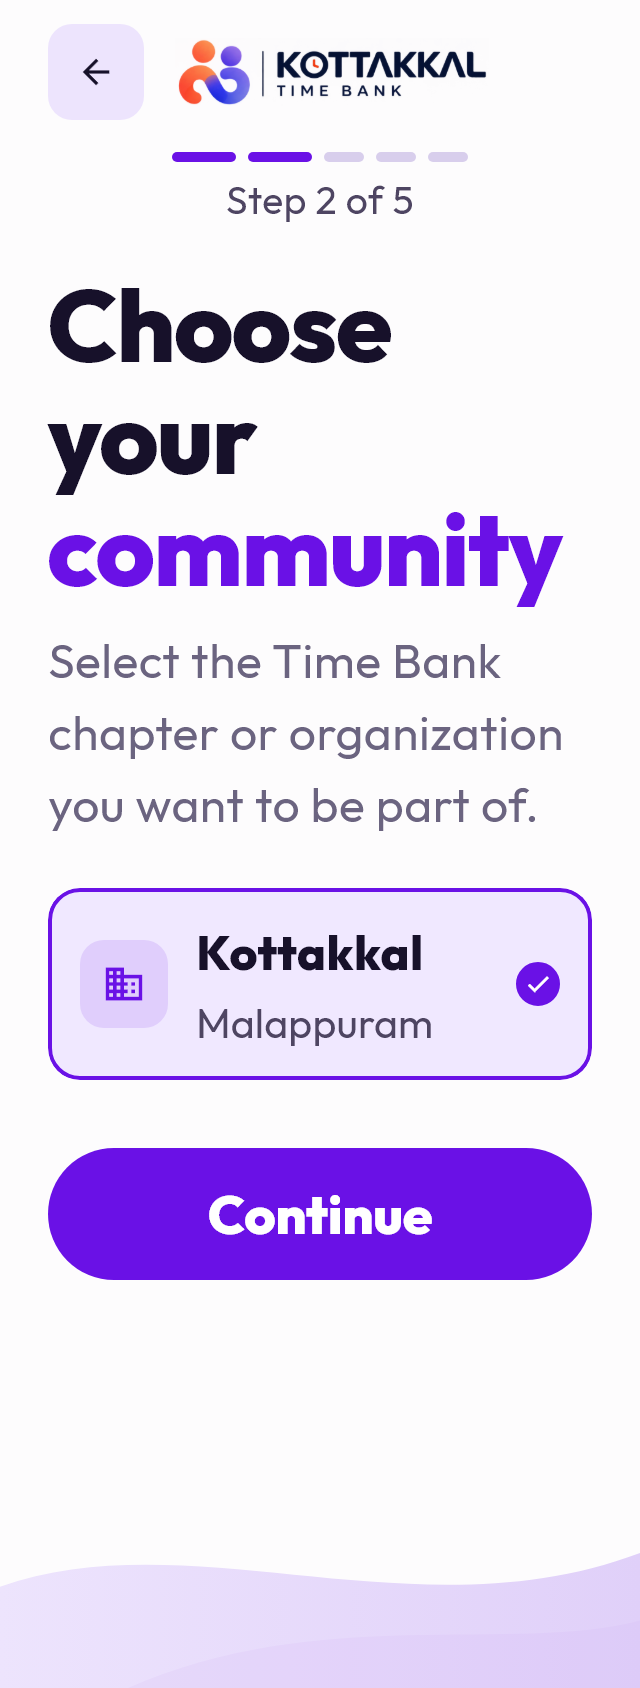 KOTTAKKAL
TIME BANK
Step 2 of 5
Choose
your
community
Select the Time Bank
chapter or organization
you want to be part of.
Kottakkal
Malappuram
Continue